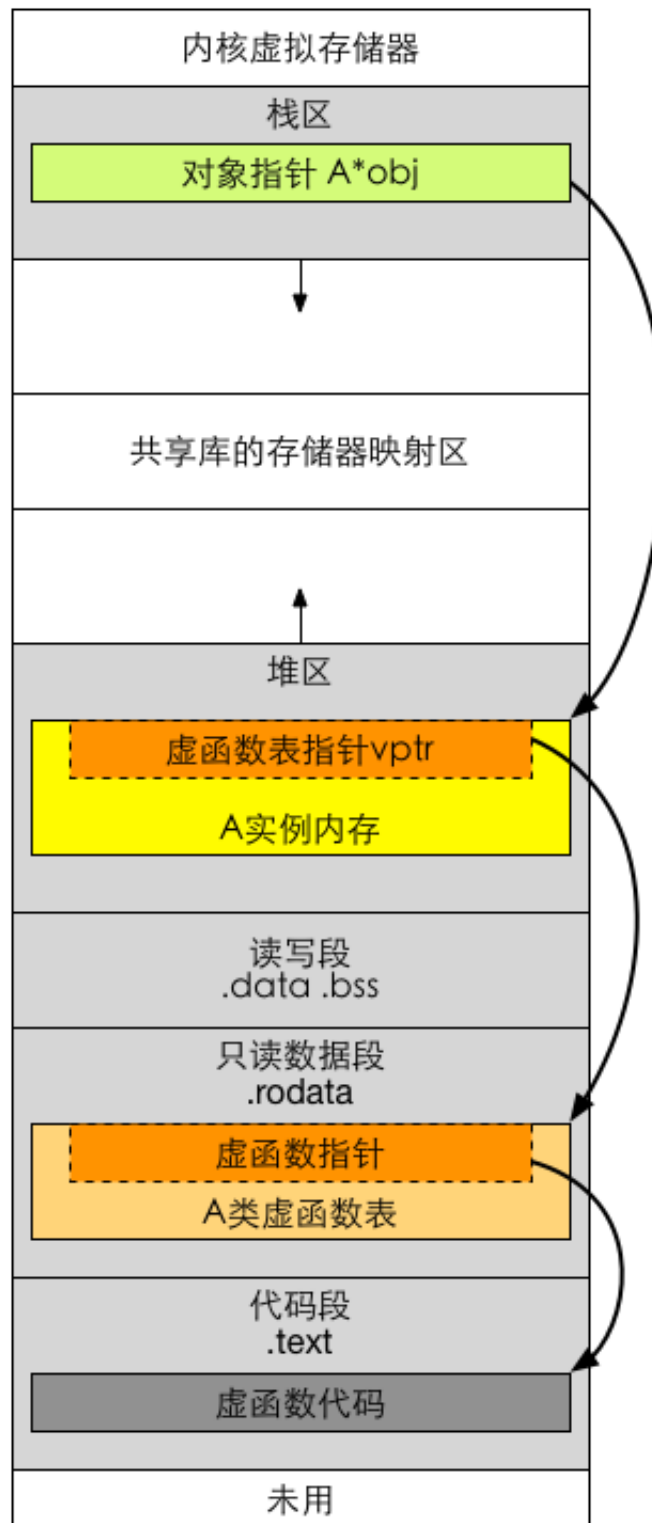 内核虚拟存储器
栈区
对象指针 A*obj
共享库的存储器映射区
堆区
虚函数表指针vptr
A实例内存
读写段
.data .bss
只读数据段
.rodata
虚函数指针
A类虚函数表
代码段
.text
虚函数代码
未用